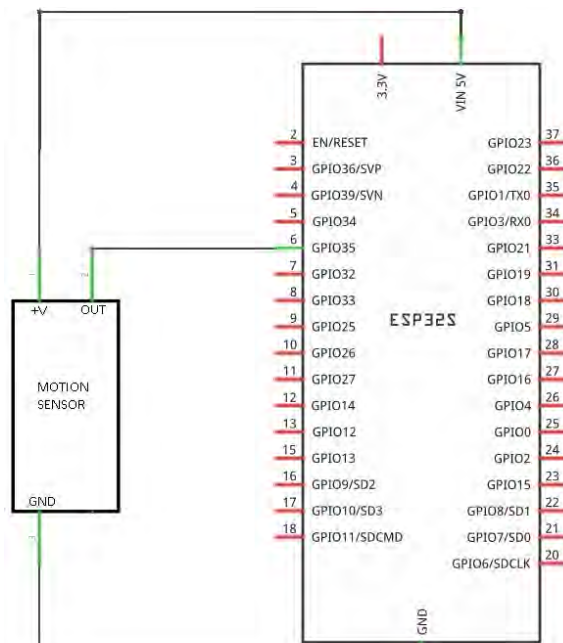 3.3V
VIN 5V
2 EN/RESET
3 GPIO36/SVP
4 GPIO39/SVN
5 GPIO34
6 GPIO35
7 GPIO32
8 GPIO33
9 GPIO25
10 GPIO26
11 GPIO27
12 GPIO14
13 GPIO12
15 GPIO13
16 GPIO9/SD2
17 GPIO10/SD3
18 GPIO11/SDCMD
ESP32S
GPIO23 37
GPIO22 36
GPIO1/TX0 35
GPIO3/RX0 34
GPIO21 33
GPIO19 31
GPIO18 30
GPIO5 29
GPIO17 28
GPIO16 27
GPIO4 26
GPIO0 25
GPIO2 24
GPIO15 23
GPIO8/SD1 22
GPIO7/SD0 21
GPIO6/SDCLK 20
GND
1
2
+V OUT
MOTION
SENSOR
GND